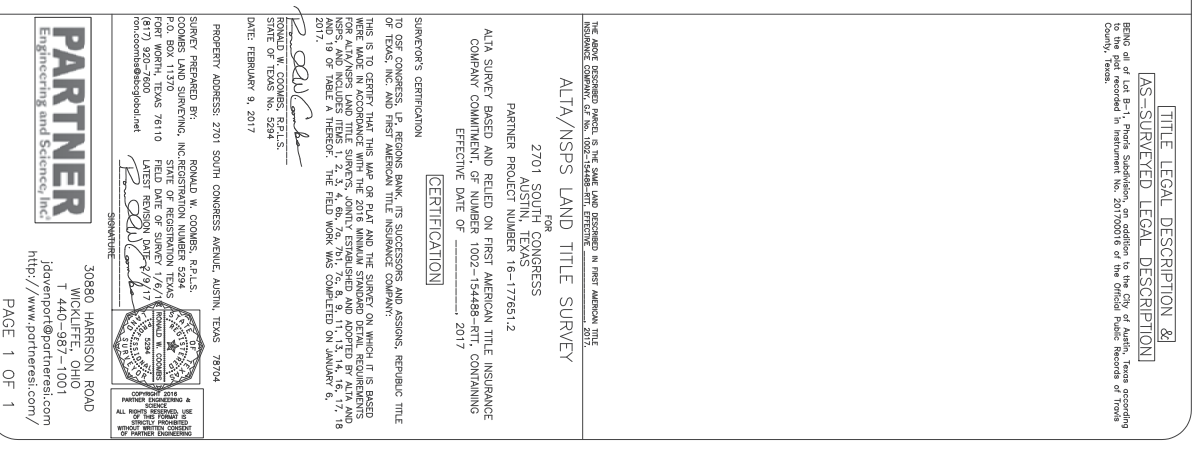 TITLE LEGAL DESCRIPTION &
AS-SURVEYED LEGAL DESCRIPTION
BEING all of Lot B-1, Pharis Subdivision, an addition to the City of Austin, Texas according
to the plat recorded in Instrument No. 201700016 of the Official Public Records of Travis
County, Texas.
THE ABOVE DESCRIBED PARCEL IS THE SAME LAND DESCRIBED IN FIRST AMERICAN TITLE
INSURANCE COMPANY, G.F No. 1002-154488-RTT, EFFECTIVE __________, 2017.
ALTA/NSPS LAND TITLE SURVEY
FOR
2701 SOUTH CONGRESS
AUSTIN, TEXAS
PARTNER PROJECT NUMBER 16-177651.2
ALTA SURVEY BASED AND RELIED ON FIRST AMERICAN TITLE INSURANCE
COMPANY COMMITMENT, GF NUMBER 1002-154488-RTT, CONTAINING
EFFECTIVE DATE OF __________, 2017
CERTIFICATION
SURVEYOR'S CERTIFICATION
TO OSF CONGRESS, LP, REGIONS BANK, ITS SUCCESSORS AND ASSIGNS, REPUBLIC TITLE
OF TEXAS, INC. AND FIRST AMERICAN TITLE INSURANCE COMPANY:
THIS IS TO CERTIFY THAT THIS MAP OR PLAT AND THE SURVEY ON WHICH IT IS BASED
WERE MADE IN ACCORDANCE WITH THE 2016 MINIMUM STANDARD DETAIL REQUIREMENTS
FOR ALTA/NSPS LAND TITLE SURVEYS, JOINTLY ESTABLISHED AND ADOPTED BY ALTA AND
NSPS, AND INCLUDES ITEMS 1, 2, 3, 4, 6b, 7a, 7b1, 7c, 8, 9, 11, 13, 14, 16, 17, 18
AND 19 OF TABLE A THEREOF. THE FIELD WORK WAS COMPLETED ON JANUARY 6,
2017.
Ronald W Coombs
RONALD W. COOMBS, R.P.L.S.
STATE OF TEXAS No. 5294
DATE: FEBRUARY 9, 2017
PROPERTY ADDRESS: 2701 SOUTH CONGRESS AVENUE, AUSTIN, TEXAS 78704
SURVEY PREPARED BY:
COOMBS LAND SURVEYING, INC.
P.O. BOX 11370
FORT WORTH, TEXAS 76110
(817) 920-7600
ron.coombs@sbcglobal.net
RONALD W. COOMBS, R.P.L.S.
REGISTRATION NUMBER 5294
STATE OF REGISTRATION TEXAS
FIELD DATE OF SURVEY 1/6/1
LATEST REVISION DATE 2/9/17
Ronald W Coombs
SIGNATURE
STATE OF TEXAS
REGISTERED
RONALD W. COOMBS
5294
PROFESSIONAL
LAND SURVEYOR
COPYRIGHT 2016
PARTNER ENGINEERING &
SCIENCE
ALL RIGHTS RESERVED, USE
OF THIS FORMAT IS
STRICTLY PROHIBITED
WITHOUT WRITTEN CONSENT
OF PARTNER ENGINEERING
PARTNER
Engineering and Science, Inc.
30880 HARRISON ROAD
WICKLIFFE, OHIO
T 440-987-1001
jdavenport@partneresi.com
http://www.partneresi.com/
PAGE 1 OF 1